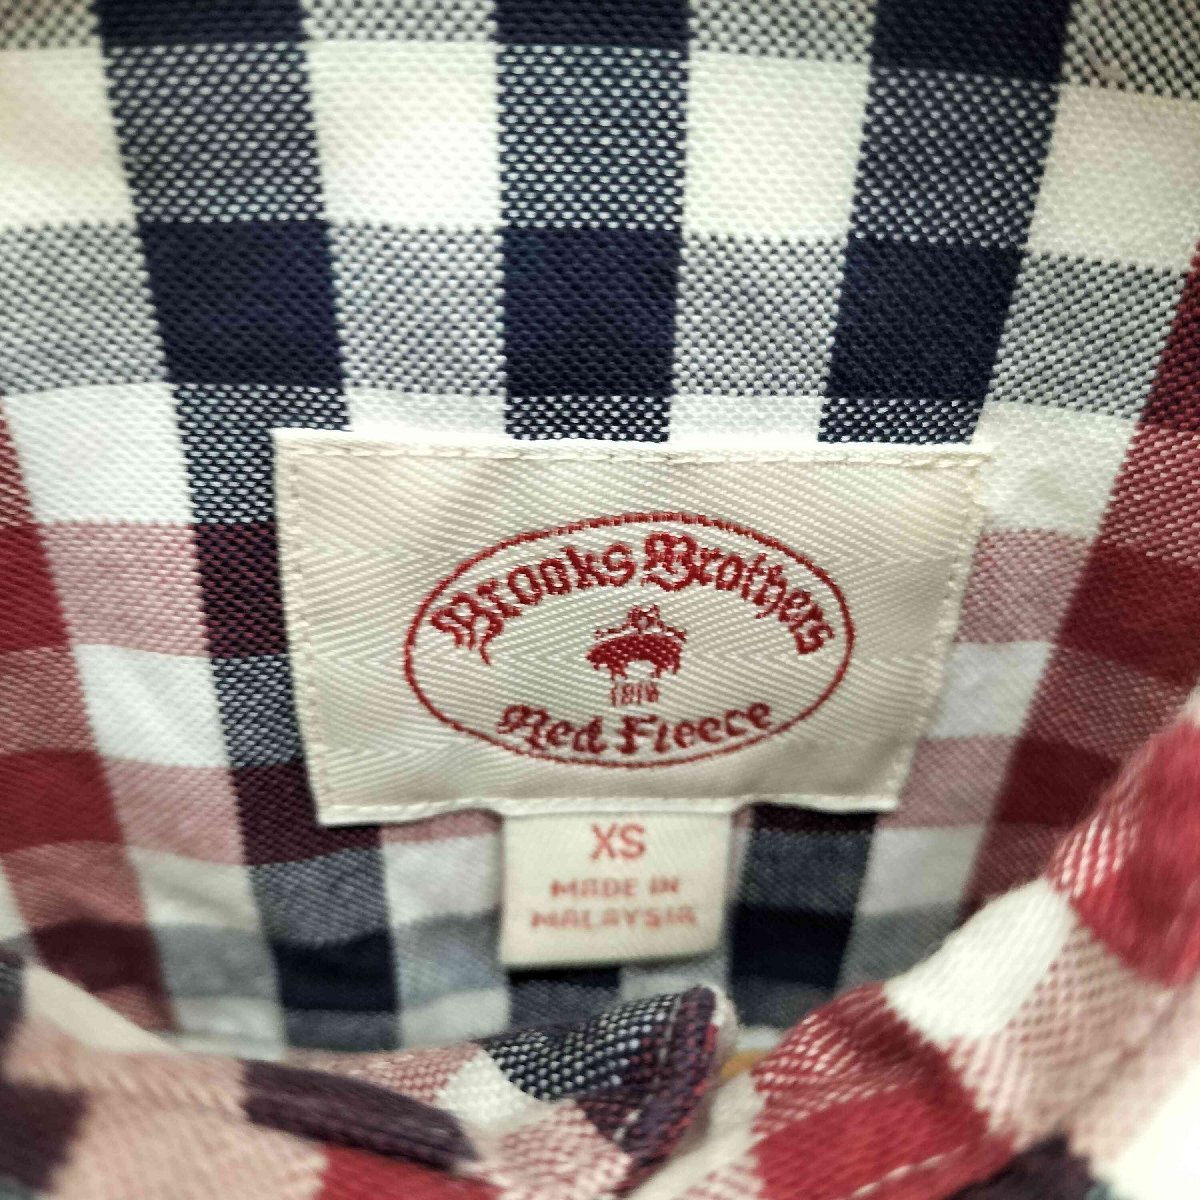 Brooks Brothers
1818
Red Fleece
XS
MADE IN
MALAYSIA